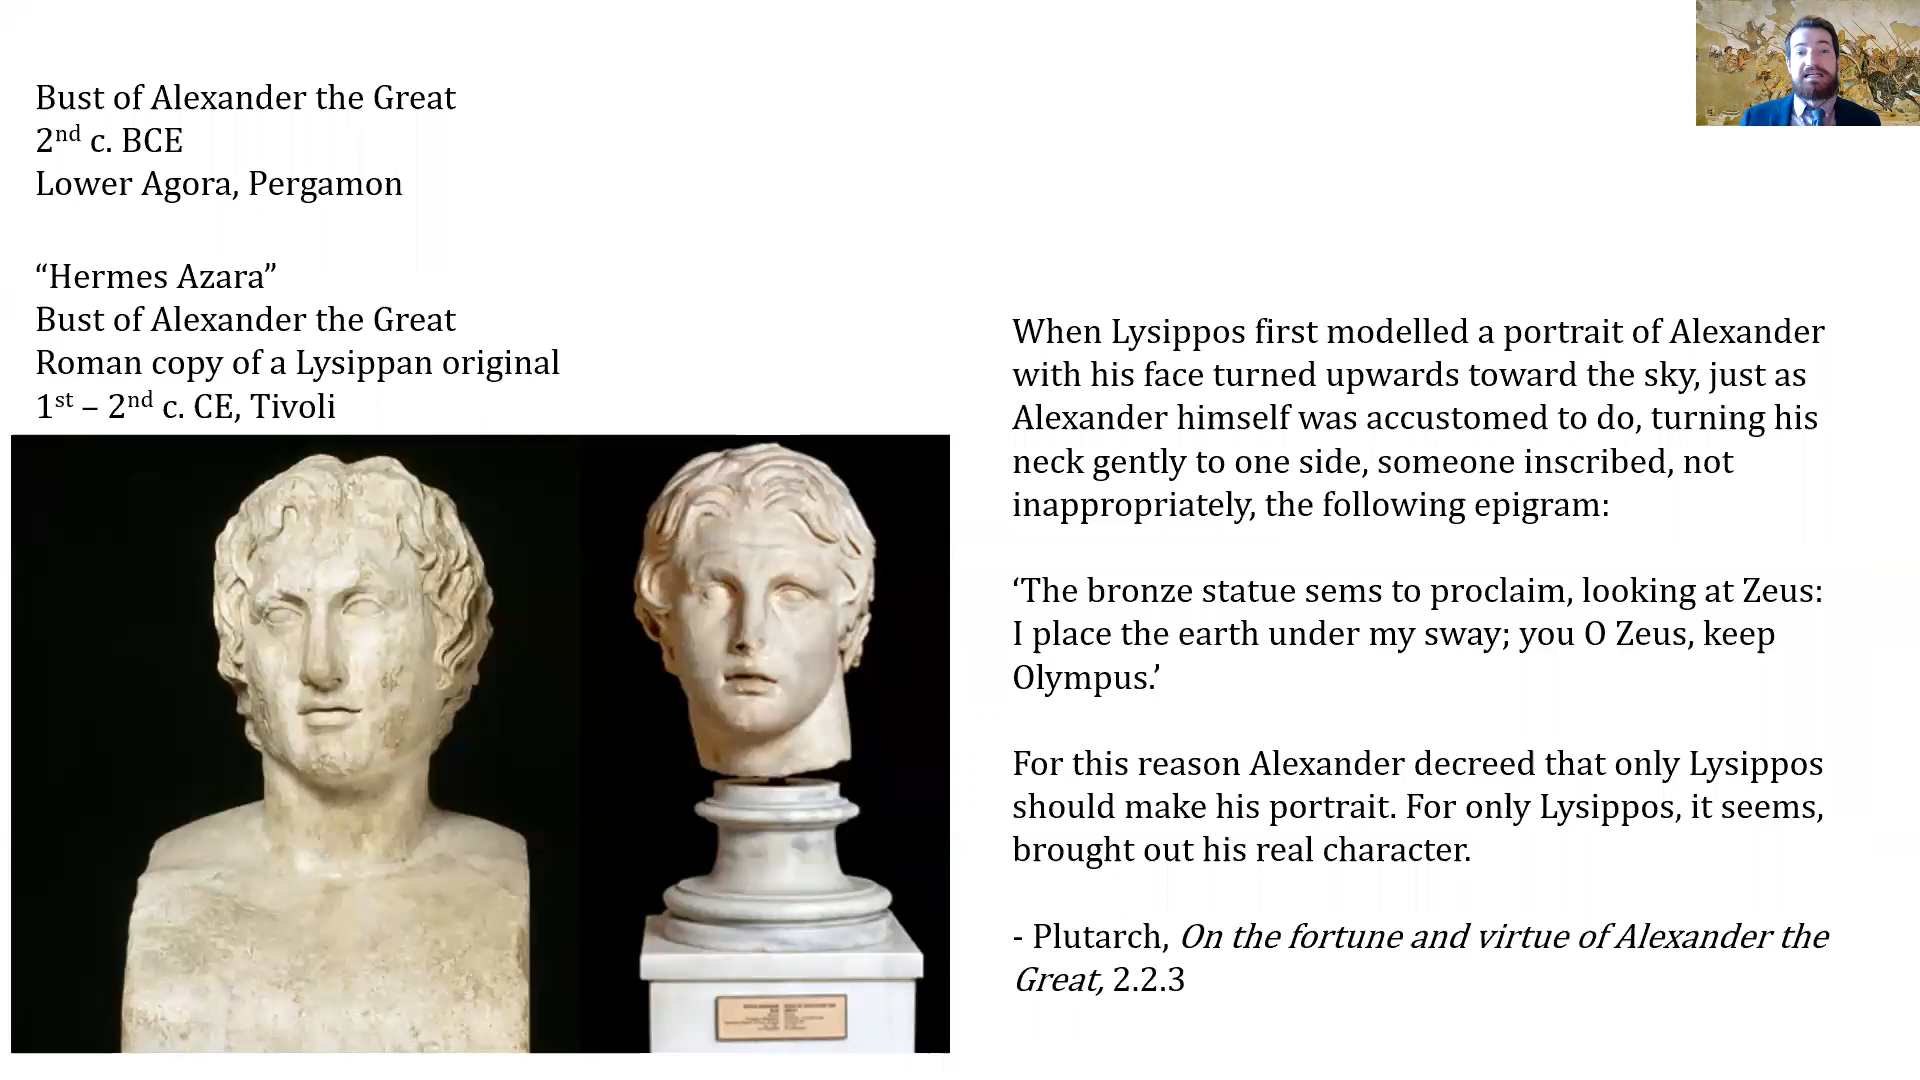 Bust of Alexander the Great
2nd c. BCE
Lower Agora, Pergamon
“Hermes Azara”
Bust of Alexander the Great
Roman copy of a Lysippan original
1st – 2nd c. CE, Tivoli
When Lysippos first modelled a portrait of Alexander
with his face turned upwards toward the sky, just as
Alexander himself was accustomed to do, turning his
neck gently to one side, someone inscribed, not
inappropriately, the following epigram:
‘The bronze statue sems to proclaim, looking at Zeus:
I place the earth under my sway; you O Zeus, keep
Olympus.’
For this reason Alexander decreed that only Lysippos
should make his portrait. For only Lysippos, it seems,
brought out his real character.
- Plutarch, On the fortune and virtue of Alexander the
Great, 2.2.3